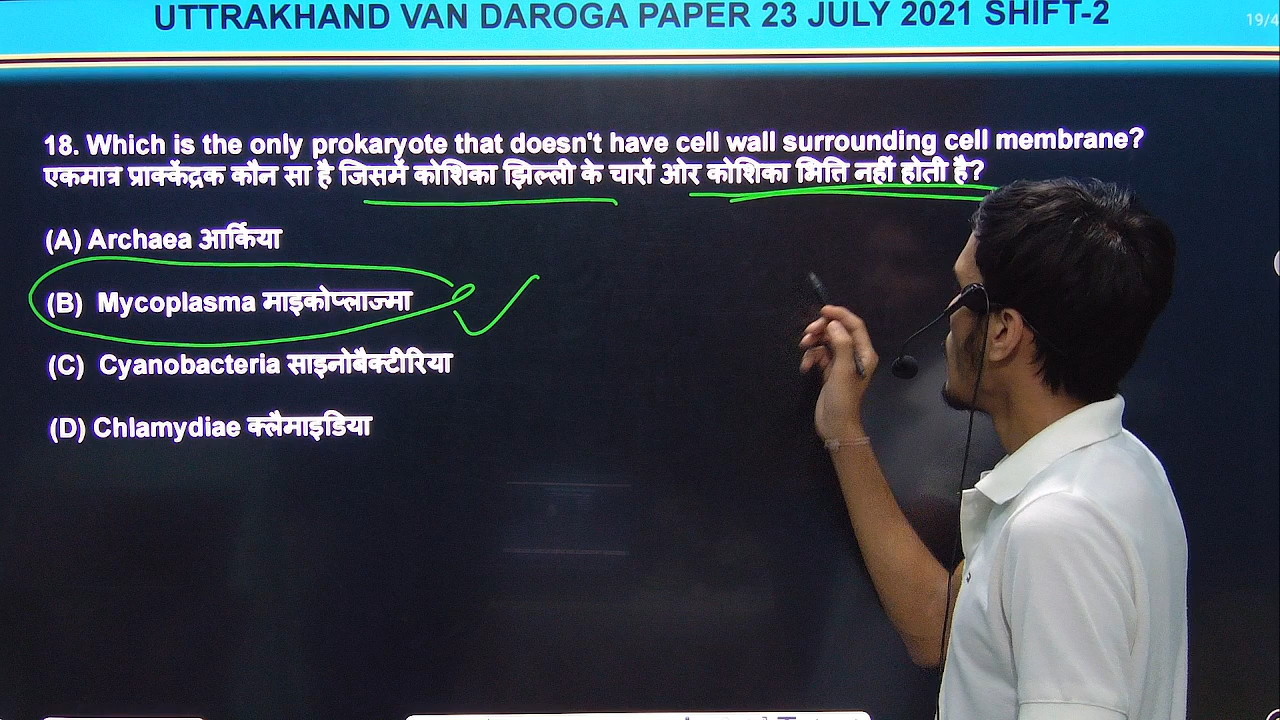 UTTRAKHAND VAN DAROGA PAPER 23 JULY 2021 SHIFT-2
19/4
18. Which is the only prokaryote that doesn't have cell wall surrounding cell membrane?
एकमात्र प्राक्केंद्रक कौन सा है जिसमें कोशिका झिल्ली के चारों ओर कोशिका भिति नहीं होती है?
(A) Archaea आर्किया
(B) Mycoplasma माइकोप्लाज्मा
(C) Cyanobacteria साइनोबैक्टीरिया
(D) Chlamydiae क्लैमाइडिया